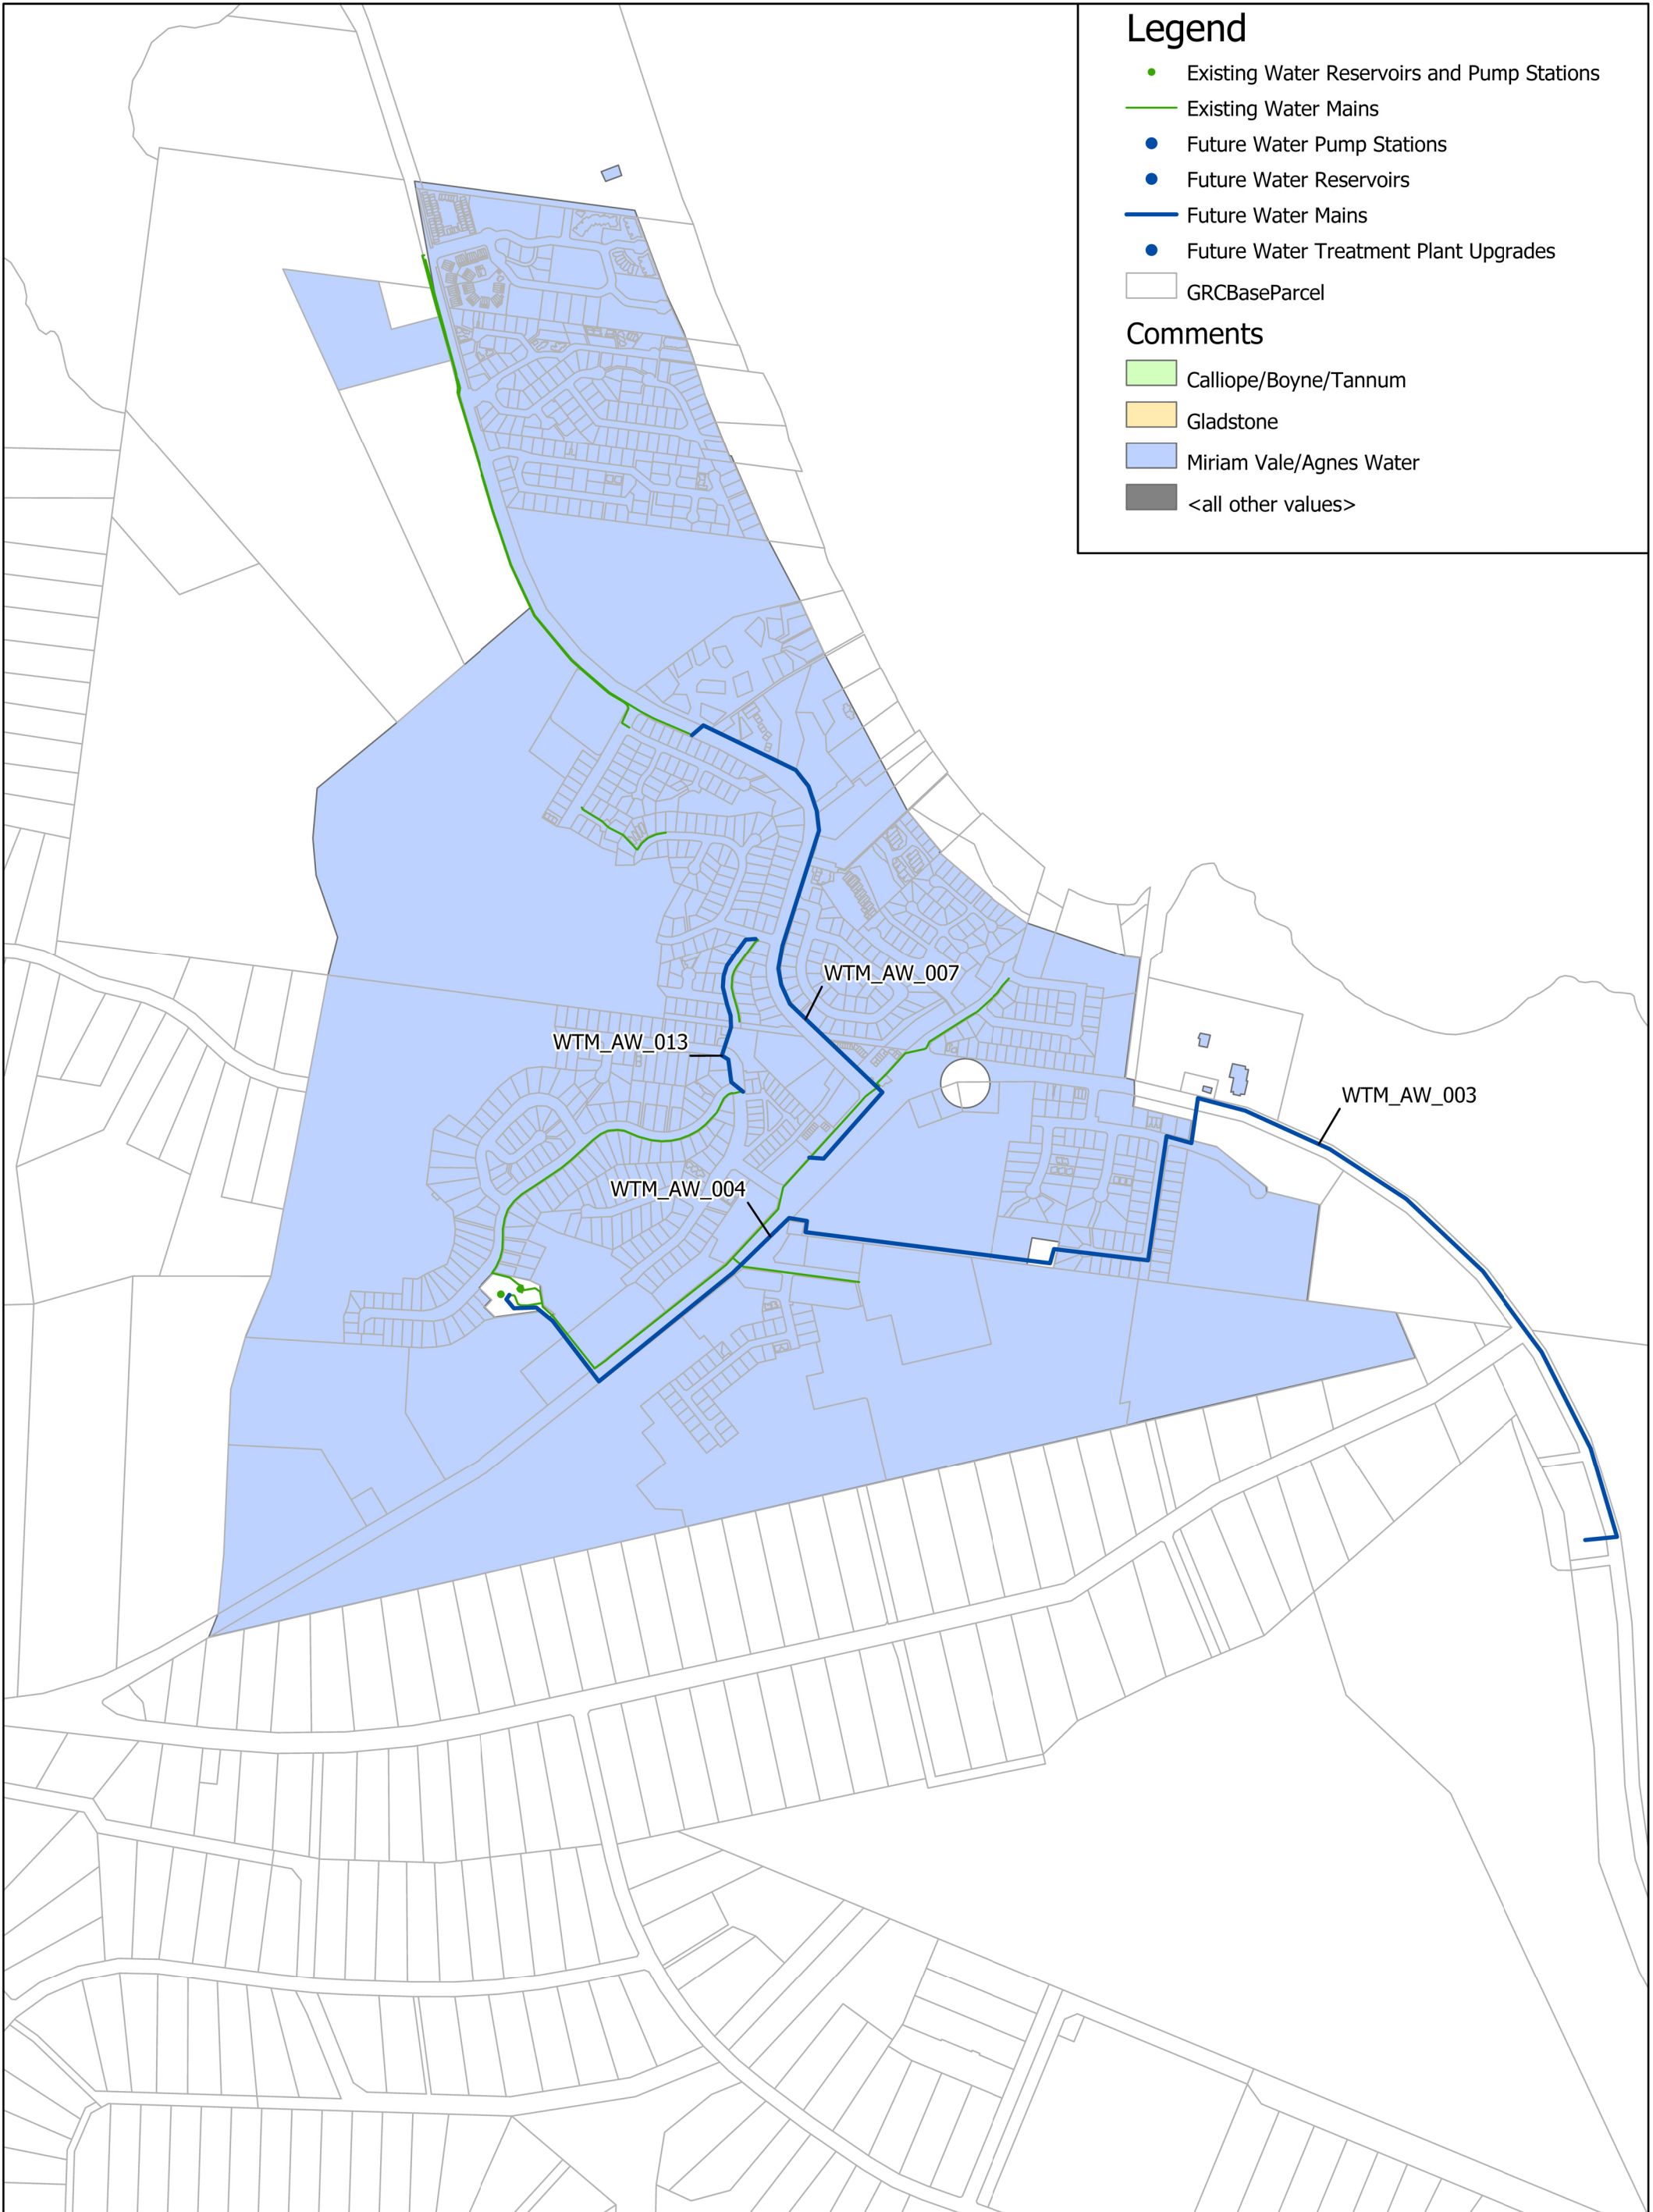 Legend
Existing Water Reservoirs and Pump Stations
Existing Water Mains
Future Water Pump Stations
Future Water Reservoirs
Future Water Mains
Future Water Treatment Plant Upgrades
GRCBaseParcel
Comments
Calliope/Boyne/Tannum
Gladstone
Miriam Vale/Agnes Water
<all other values>
WTM_AW_007
WTM_AW_013
WTM_AW_003
WTM_AW_004